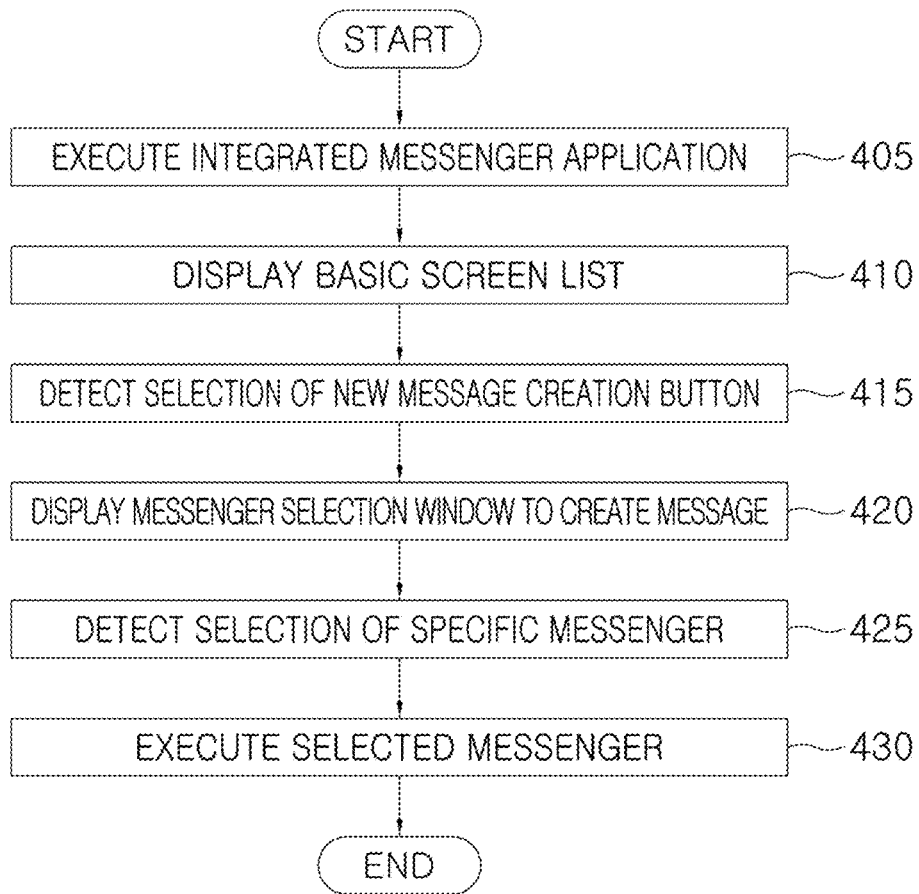 START
EXECUTE INTEGRATED MESSENGER APPLICATION 405
DISPLAY BASIC SCREEN LIST 410
DETECT SELECTION OF NEW MESSAGE CREATION BUTTON 415
DISPLAY MESSENGER SELECTION WINDOW TO CREATE MESSAGE 420
DETECT SELECTION OF SPECIFIC MESSENGER 425
EXECUTE SELECTED MESSENGER 430
END